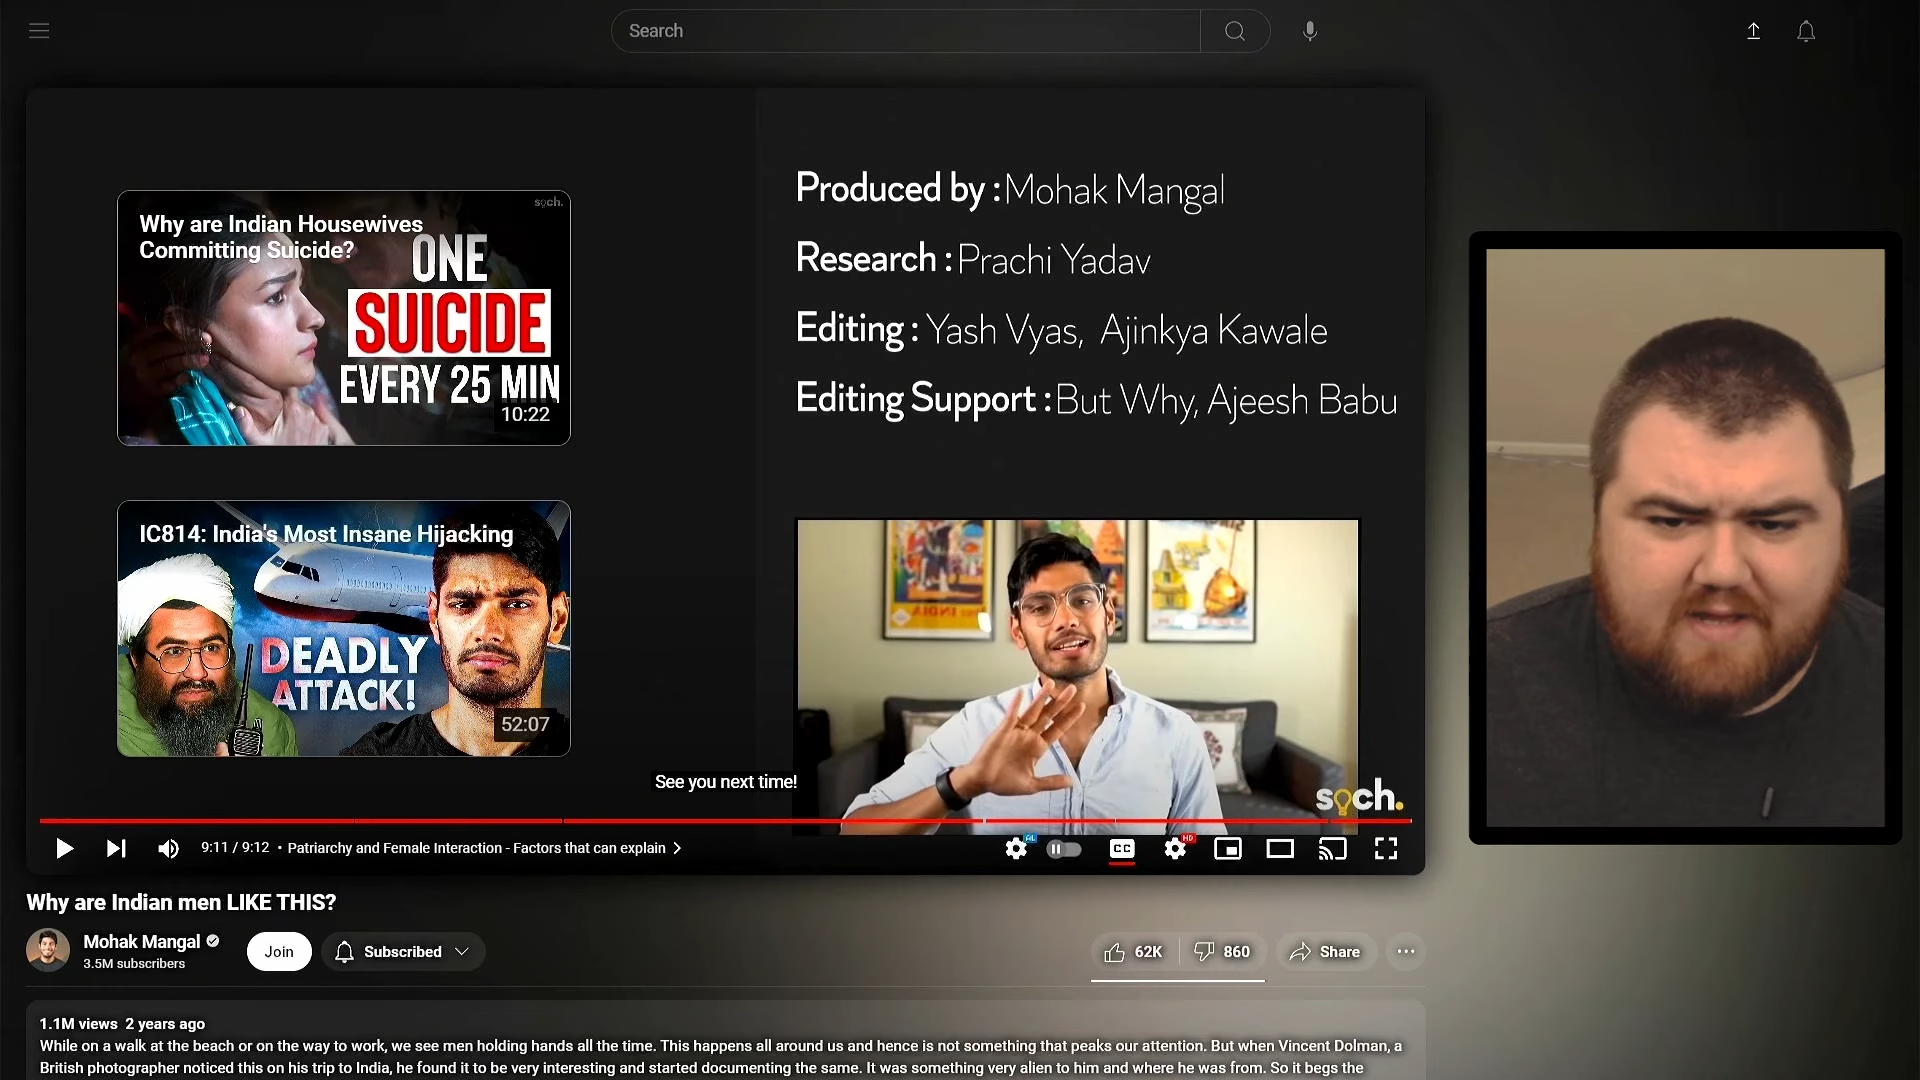 Search
soch.
Why are Indian Housewives
Committing Suicide?
ONE
SUICIDE
EVERY 25 MIN
10:22
Produced by : Mohak Mangal
Research : Prachi Yadav
Editing : Yash Vyas, Ajinkya Kawale
Editing Support : But Why, Ajeesh Babu
IC814: India's Most Insane Hijacking
DEADLY
ATTACK!
52:07
See you next time!
soch.
9:11 / 9:12 • Patriarchy and Female Interaction - Factors that can explain
CC
HD
Why are Indian men LIKE THIS?
Mohak Mangal
3.5M subscribers
Join
Subscribed
62K
860
Share
1.1M views 2 years ago
While on a walk at the beach or on the way to work, we see men holding hands all the time. This happens all around us and hence is not something that peaks our attention. But when Vincent Dolman, a
British photographer noticed this on his trip to India, he found it to be very interesting and started documenting the same. It was something very alien to him and where he was from. So it begs the